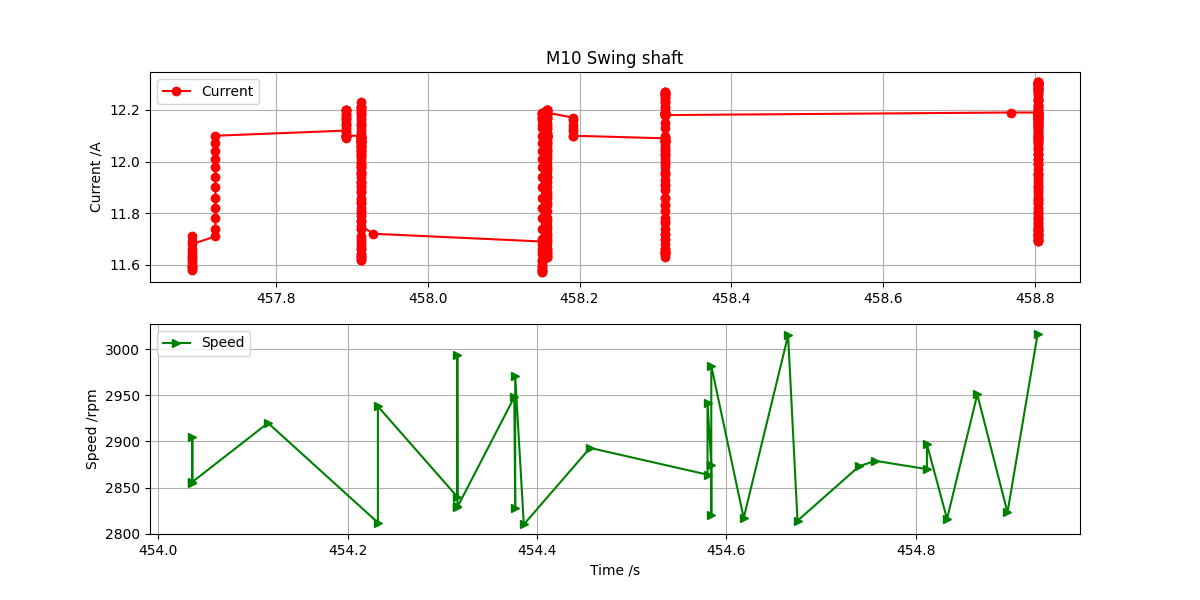 M10 Swing shaft
Current
Current /A
12.2
12.0
11.8
11.6
457.8 458.0 458.2 458.4 458.6 458.8
Speed
Speed /rpm
3000
2950
2900
2850
2800
454.0 454.2 454.4 454.6 454.8
Time /s